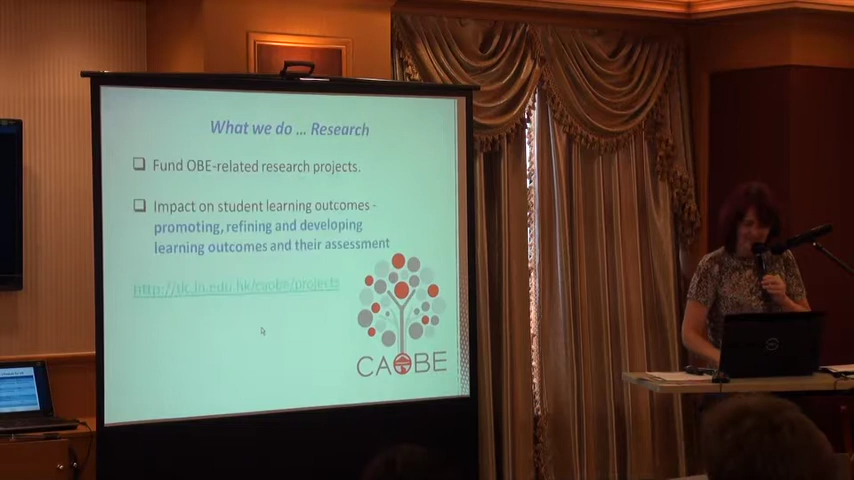 What we do ... Research
❑ Fund OBE-related research projects.
❑ Impact on student learning outcomes -
promoting, refining and developing
learning outcomes and their assessment
CAOBE
DELL